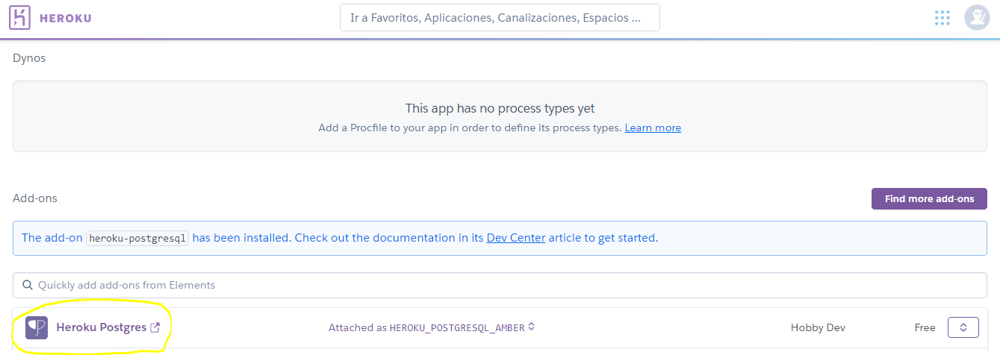 HEROKU
Ir a Favoritos, Aplicaciones, Canalizaciones, Espacios ...
Dynos
This app has no process types yet
Add a Procfile to your app in order to define its process types. Learn more
Add-ons
Find more add-ons
The add-on heroku-postgresql has been installed. Check out the documentation in its Dev Center article to get started.
Quickly add add-ons from Elements
Heroku Postgres Attached as HEROKU_POSTGRESQL_AMBER Hobby Dev Free